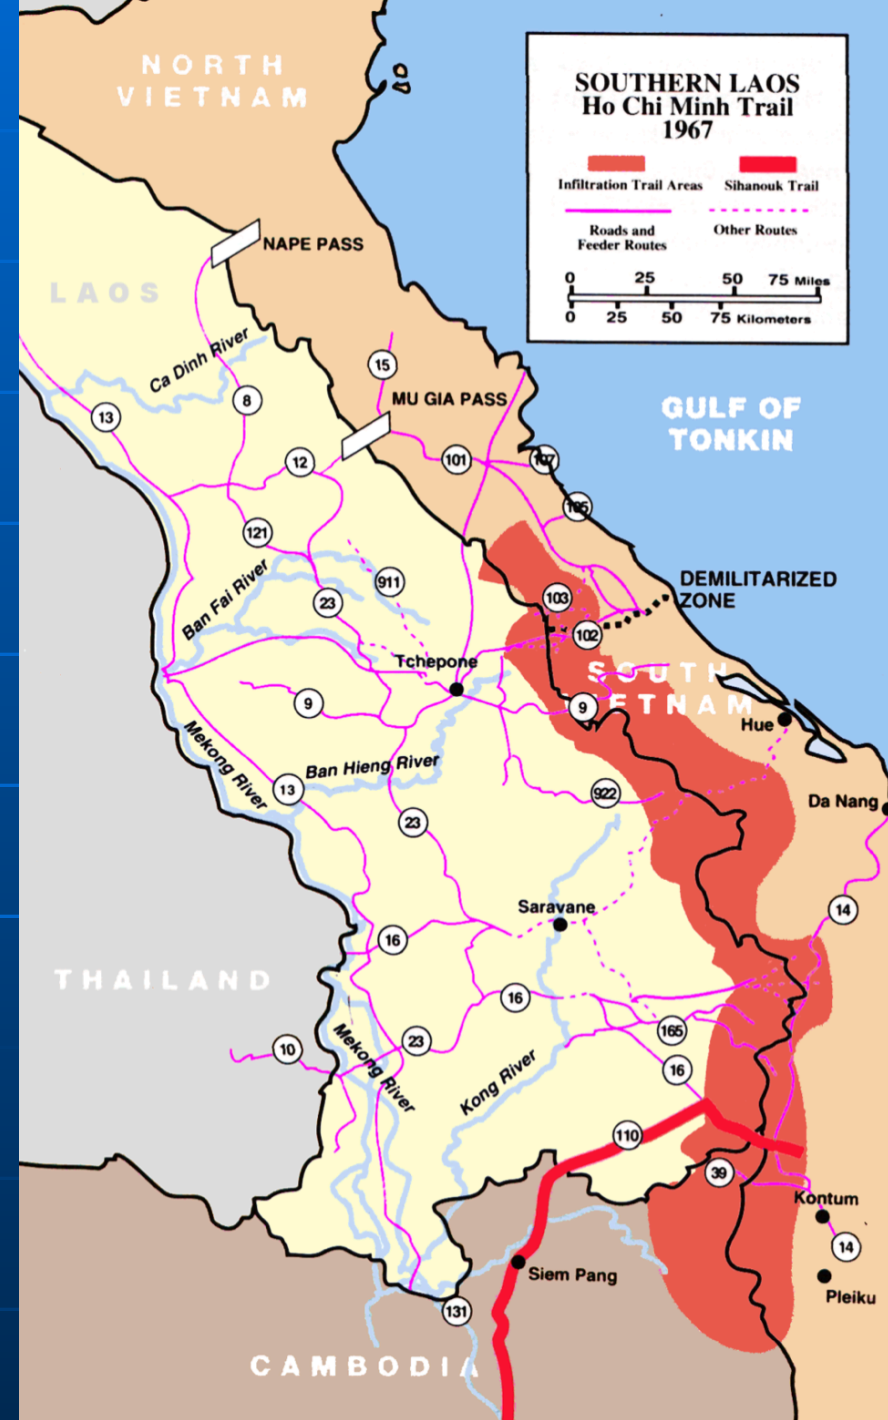 NORTH
VIETNAM
SOUTHERN LAOS
Ho Chi Minh Trail
1967
Infiltration Trail Areas
Sihanouk Trail
Roads and
Feeder Routes
Other Routes
0 25 50 75 Miles
0 25 50 75 Kilometers
NAPE PASS
LAOS
Ca Dinh River
15
8
MU GIA PASS
13
GULF OF
TONKIN
12
101
107
105
121
911
Ban Fai River
23
103
DEMILITARIZED
ZONE
102
Tchepone
SOUTH
VIETNAM
9
9
Hue
Mekong River
Ban Hieng River
13
922
Da Nang
23
Saravane
14
16
THAILAND
16
165
10
23
Mekong River
Kong River
16
110
39
Kontum
14
Siem Pang
Pleiku
131
CAMBODIA